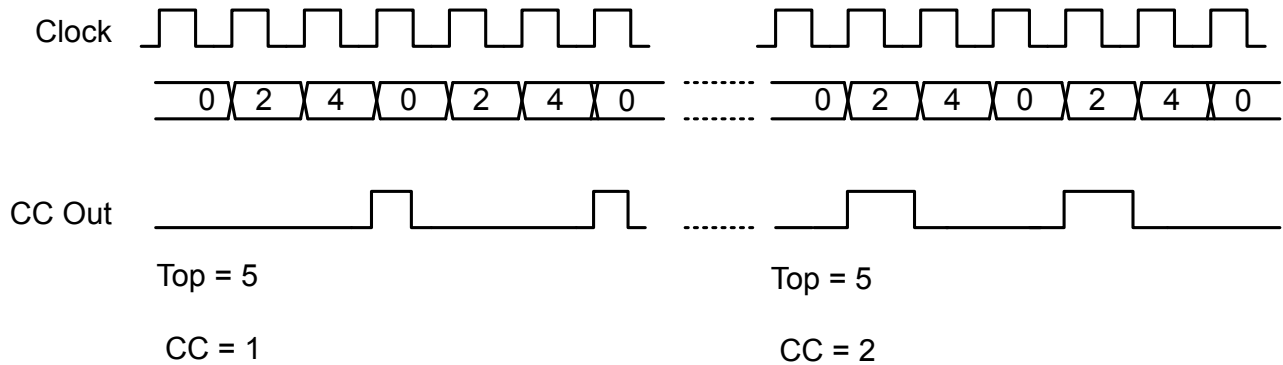 Clock
0 2 4 0 2 4 0 0 2 4 0 2 4 0
CC Out
Top = 5 Top = 5
CC = 1 CC = 2